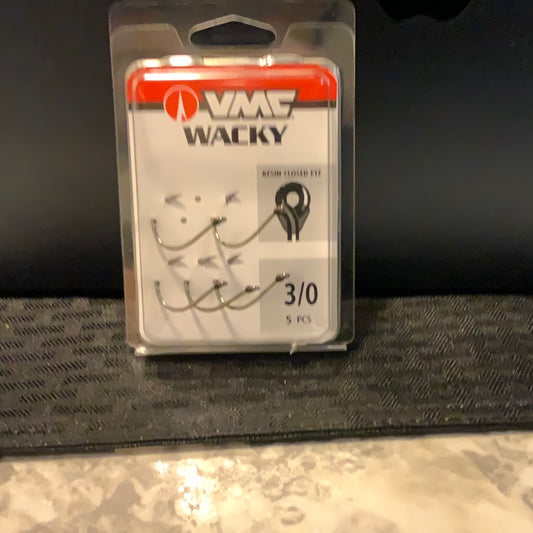 VMC
WACKY
RESIN CLOSED EYE
3/0
5 PCS